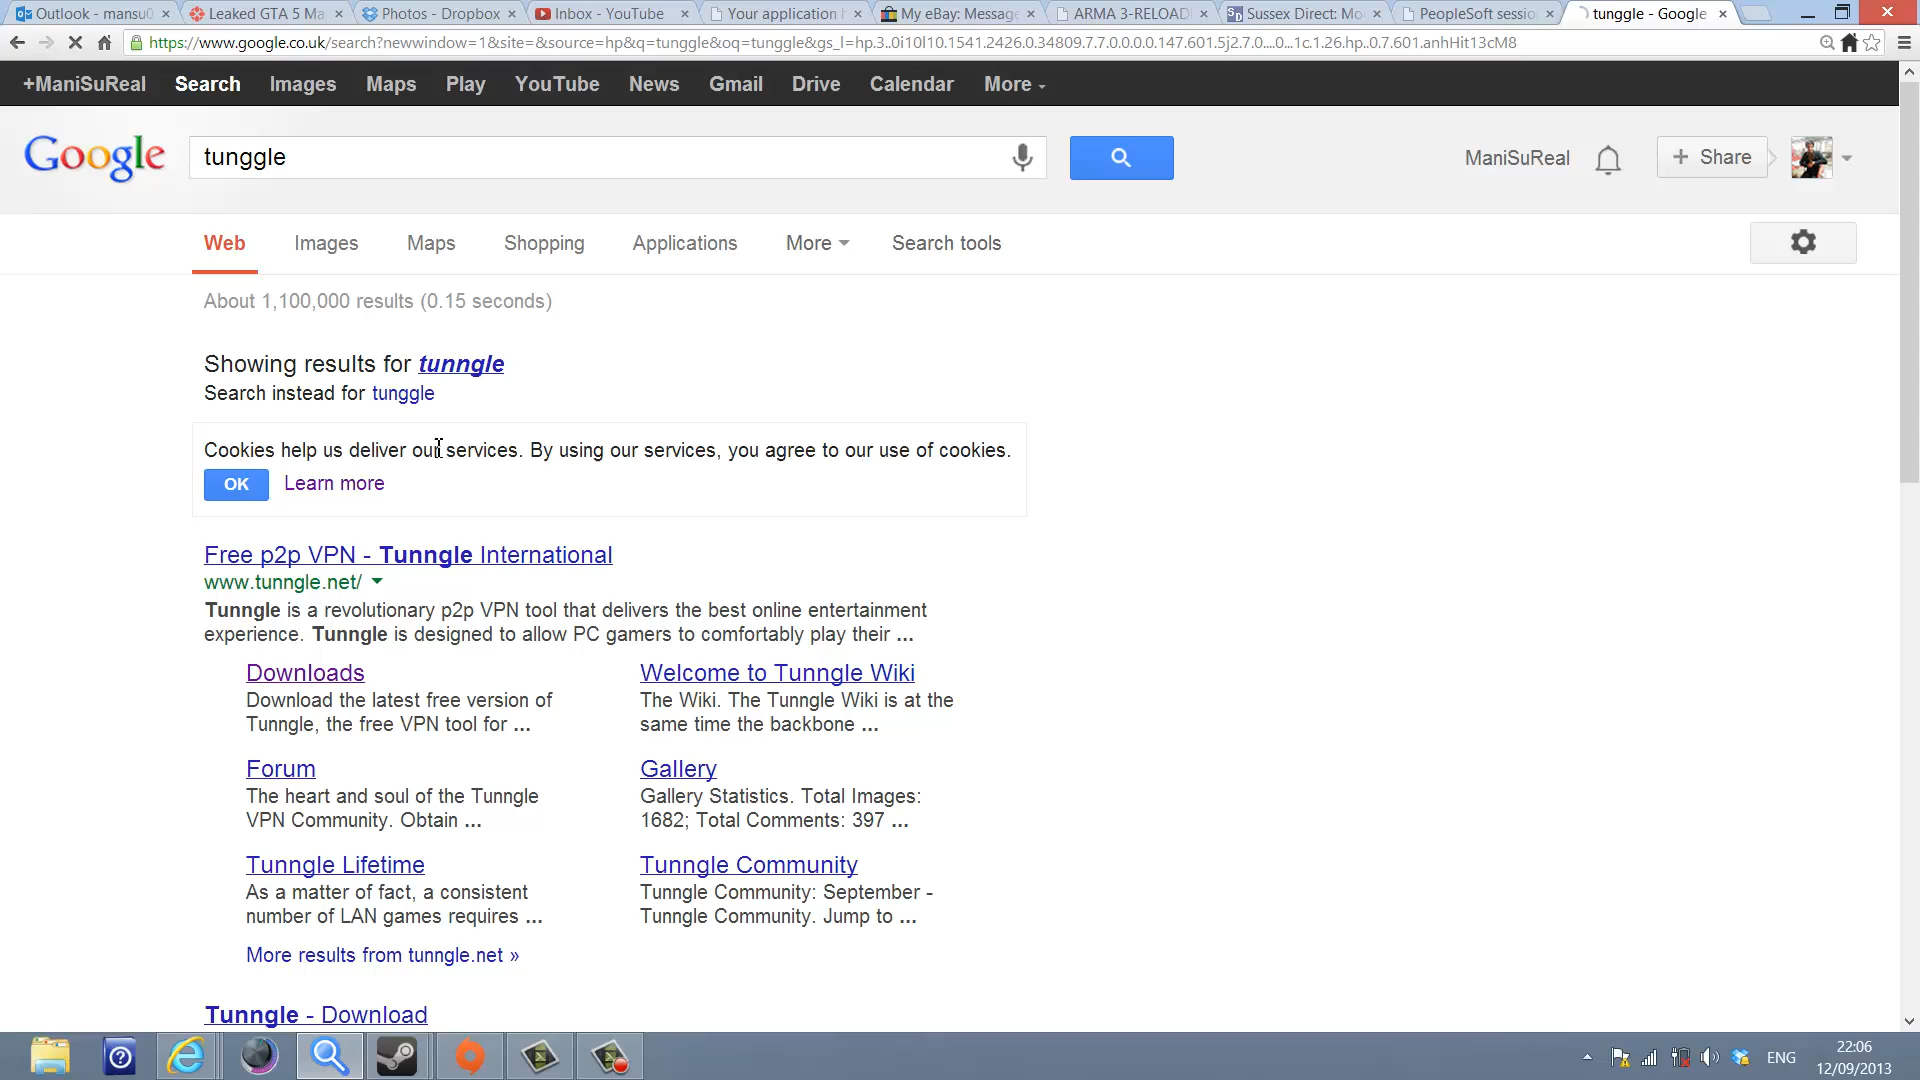 Outlook - mansu0
Leaked GTA 5 Ma
Photos - Dropbox
Inbox - YouTube
Your application h
My eBay: Message
ARMA 3-RELOAD
Sussex Direct: Mo
PeopleSoft sessio
tunggle - Google
https://www.google.co.uk/search?newwindow=1&site=&source=hp&q=tunggle&oq=tunggle&gs_l=hp.3..0i10l10.1541.2426.0.34809.7.7.0.0.0.0.147.601.5j2.7.0....0...1c.1.26.hp..0.7.601.anhHit13cM8
+ManiSuReal Search Images Maps Play YouTube News Gmail Drive Calendar More
Google
tunggle
ManiSuReal
+ Share
Web Images Maps Shopping Applications More Search tools
About 1,100,000 results (0.15 seconds)
Showing results for tunngle
Search instead for tunggle
Cookies help us deliver our services. By using our services, you agree to our use of cookies.
OK Learn more
Free p2p VPN - Tunngle International
www.tunngle.net/
Tunngle is a revolutionary p2p VPN tool that delivers the best online entertainment
experience. Tunngle is designed to allow PC gamers to comfortably play their ...
Downloads
Download the latest free version of
Tunngle, the free VPN tool for ...
Welcome to Tunngle Wiki
The Wiki. The Tunngle Wiki is at the
same time the backbone ...
Forum
The heart and soul of the Tunngle
VPN Community. Obtain ...
Gallery
Gallery Statistics. Total Images:
1682; Total Comments: 397 ...
Tunngle Lifetime
As a matter of fact, a consistent
number of LAN games requires ...
Tunngle Community
Tunngle Community: September -
Tunngle Community. Jump to ...
More results from tunngle.net »
Tunngle - Download
ENG
22:06
12/09/2013